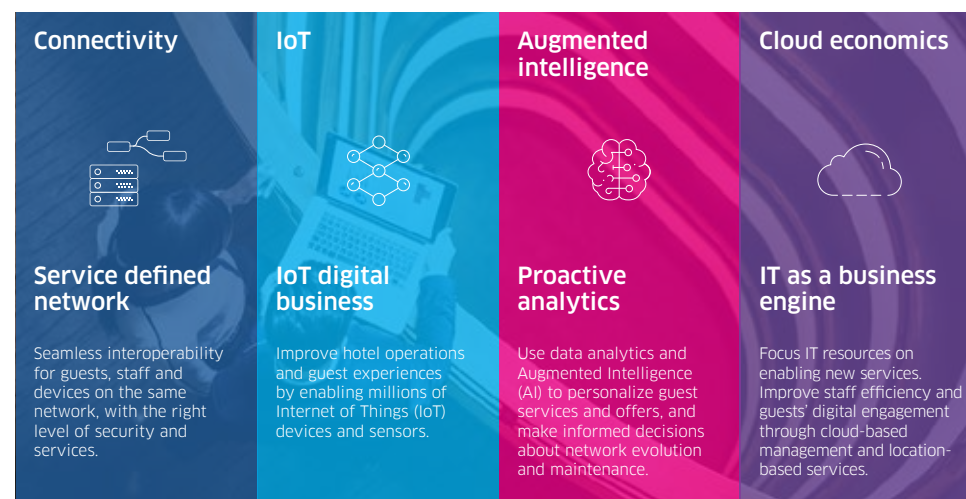 Connectivity
Service defined
network
Seamless interoperability
for guests, staff and
devices on the same
network, with the right
level of security and
services.
IoT
IoT digital
business
Improve hotel operations
and guest experiences
by enabling millions of
Internet of Things (IoT)
devices and sensors.
Augmented
intelligence
Proactive
analytics
Use data analytics and
Augmented Intelligence
(AI) to personalize guest
services and offers, and
make informed decisions
about network evolution
and maintenance.
Cloud economics
IT as a business
engine
Focus IT resources on
enabling new services.
Improve staff efficiency and
guests’ digital engagement
through cloud-based
management and location-
based services.